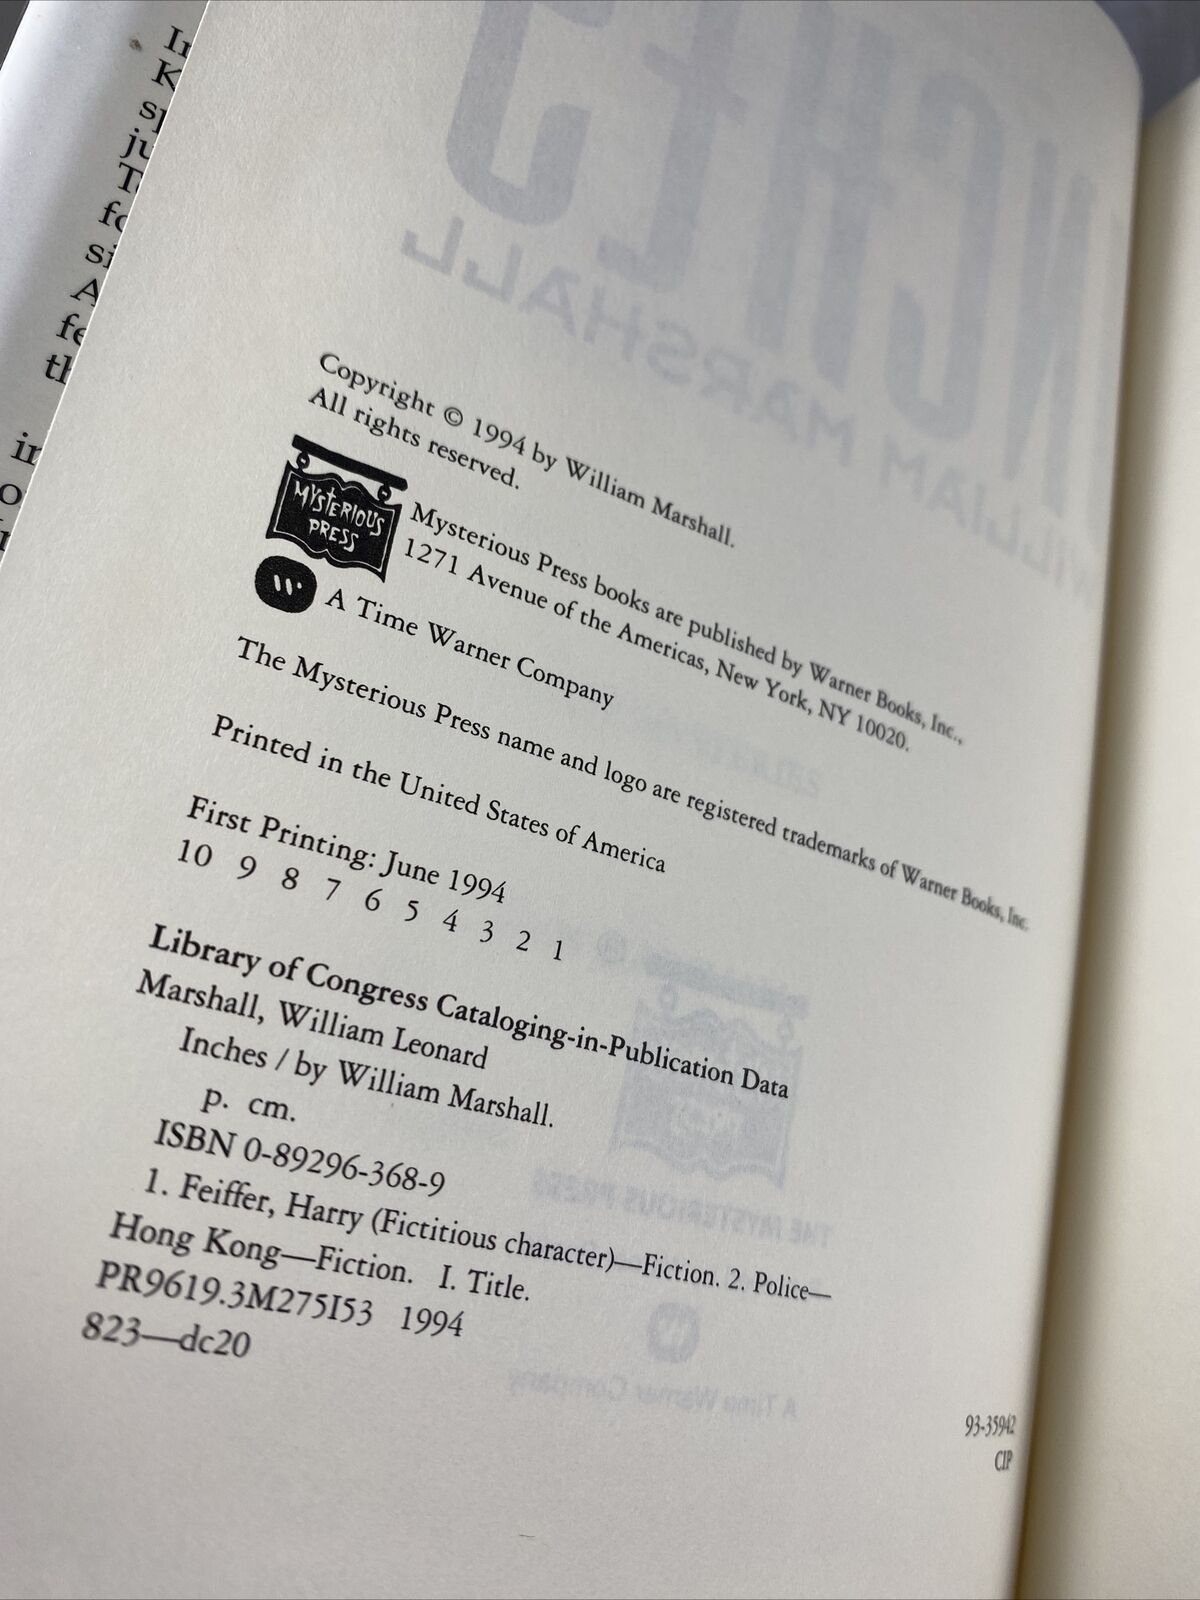 Copyright © 1994 by William Marshall.
All rights reserved.
MYSTERIOUS
PRESS
Mysterious Press books are published by Warner Books, Inc.,
1271 Avenue of the Americas, New York, NY 10020.
W A Time Warner Company
The Mysterious Press name and logo are registered trademarks of Warner Books, Inc.
Printed in the United States of America
First Printing: June 1994
10 9 8 7 6 5 4 3 2 1
Library of Congress Cataloging-in-Publication Data
Marshall, William Leonard
Inches / by William Marshall.
p. cm.
ISBN 0-89296-368-9
1. Feiffer, Harry (Fictitious character)—Fiction. 2. Police—
Hong Kong—Fiction. I. Title.
PR9619.3M275I53 1994
823—dc20
93-35942
CIP